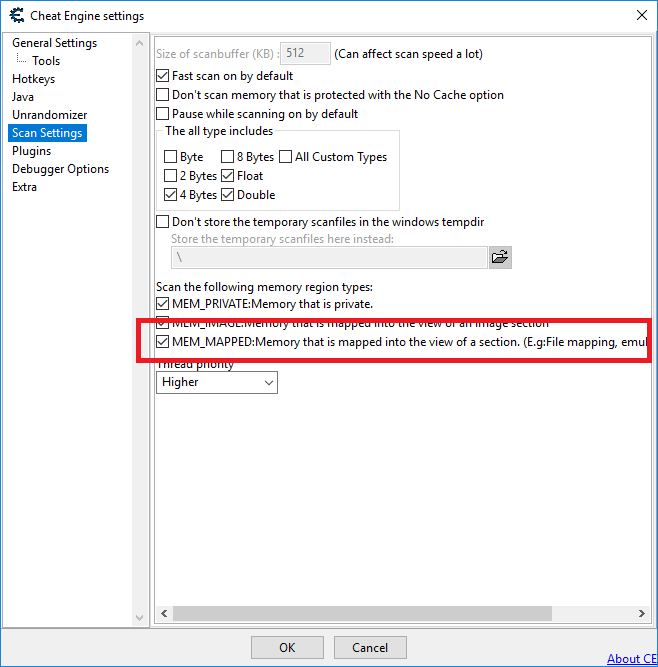 Cheat Engine settings
General Settings
Tools
Hotkeys
Java
Unrandomizer
Scan Settings
Plugins
Debugger Options
Extra
Size of scanbuffer (KB) : 512 (Can affect scan speed a lot)
Fast scan on by default
Don't scan memory that is protected with the No Cache option
Pause while scanning on by default
The all type includes
Byte 8 Bytes All Custom Types
2 Bytes Float
4 Bytes Double
Don't store the temporary scanfiles in the windows tempdir
Store the temporary scanfiles here instead:
\
Scan the following memory region types:
MEM_PRIVATE:Memory that is private.
MEM_IMAGE:Memory that is mapped into the view of an image section
MEM_MAPPED:Memory that is mapped into the view of a section. (E.g:File mapping, emul
Thread priority
Higher
OK Cancel
About CE